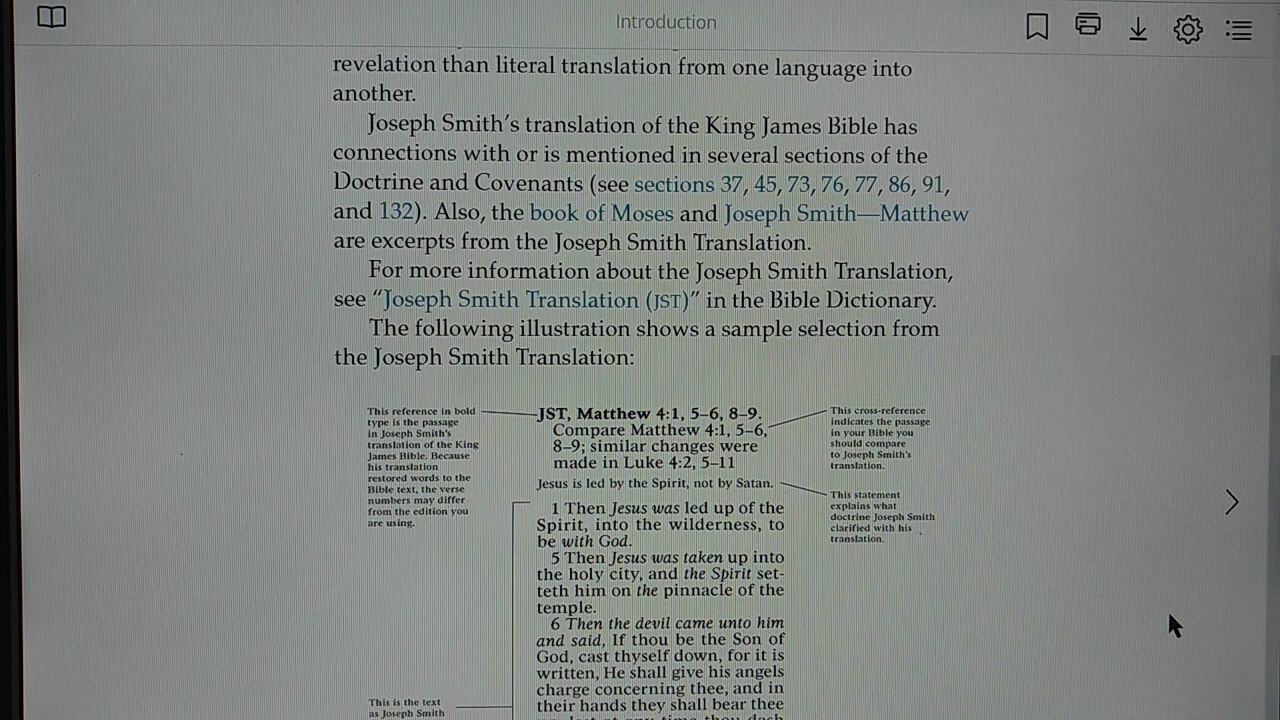 Introduction
revelation than literal translation from one language into
another.
Joseph Smith's translation of the King James Bible has
connections with or is mentioned in several sections of the
Doctrine and Covenants (see sections 37, 45, 73, 76, 77, 86, 91,
and 132). Also, the book of Moses and Joseph Smith—Matthew
are excerpts from the Joseph Smith Translation.
For more information about the Joseph Smith Translation,
see “Joseph Smith Translation (JST)” in the Bible Dictionary.
The following illustration shows a sample selection from
the Joseph Smith Translation:
This reference in bold
type is the passage
in Joseph Smith's
translation of the King
James Bible. Because
his translation
restored words to the
Bible text, the verse
numbers may differ
from the edition you
are using.
JST, Matthew 4:1, 5–6, 8–9.
Compare Matthew 4:1, 5–6,
8–9; similar changes were
made in Luke 4:2, 5–11
Jesus is led by the Spirit, not by Satan.
1 Then Jesus was led up of the
Spirit, into the wilderness, to
be with God.
5 Then Jesus was taken up into
the holy city, and the Spirit set-
teth him on the pinnacle of the
temple.
6 Then the devil came unto him
and said, If thou be the Son of
God, cast thyself down, for it is
written, He shall give his angels
charge concerning thee, and in
their hands they shall bear thee
This cross-reference
indicates the passage
in your Bible you
should compare
to Joseph Smith's
translation.
This statement
explains what
doctrine Joseph Smith
clarified with his
translation.
This is the text
as Joseph Smith